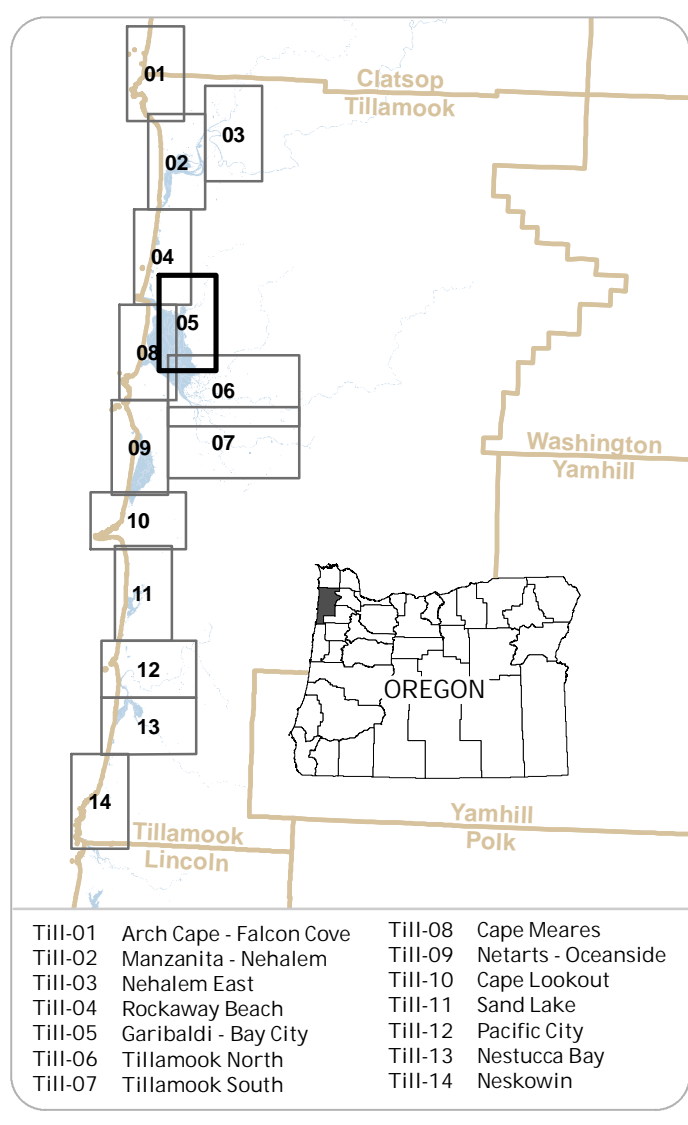 01
Clatsop
Tillamook
03
02
04
05
08
06
07
09
Washington
Yamhill
10
11
12
OREGON
13
14
Tillamook
Lincoln
Yamhill
Polk
Till-01 Arch Cape - Falcon Cove
Till-02 Manzanita - Nehalem
Till-03 Nehalem East
Till-04 Rockaway Beach
Till-05 Garibaldi - Bay City
Till-06 Tillamook North
Till-07 Tillamook South
Till-08 Cape Meares
Till-09 Netarts - Oceanside
Till-10 Cape Lookout
Till-11 Sand Lake
Till-12 Pacific City
Till-13 Nestucca Bay
Till-14 Neskowin